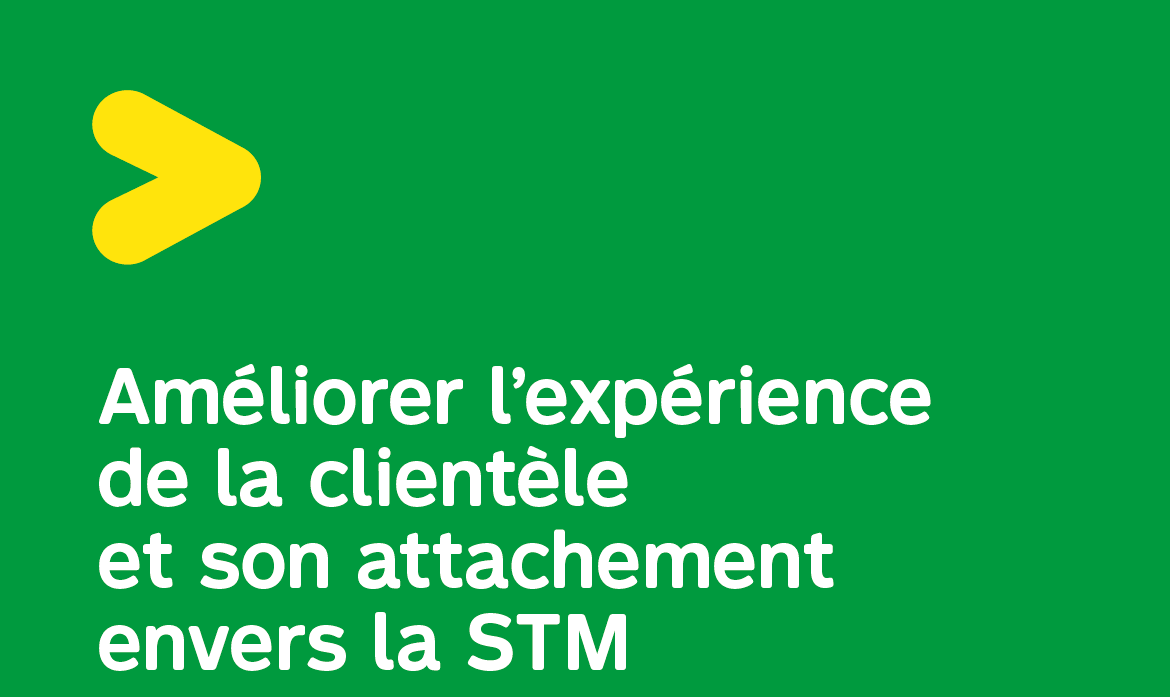 Améliorer l’expérience
de la clientèle
et son attachement
envers la STM